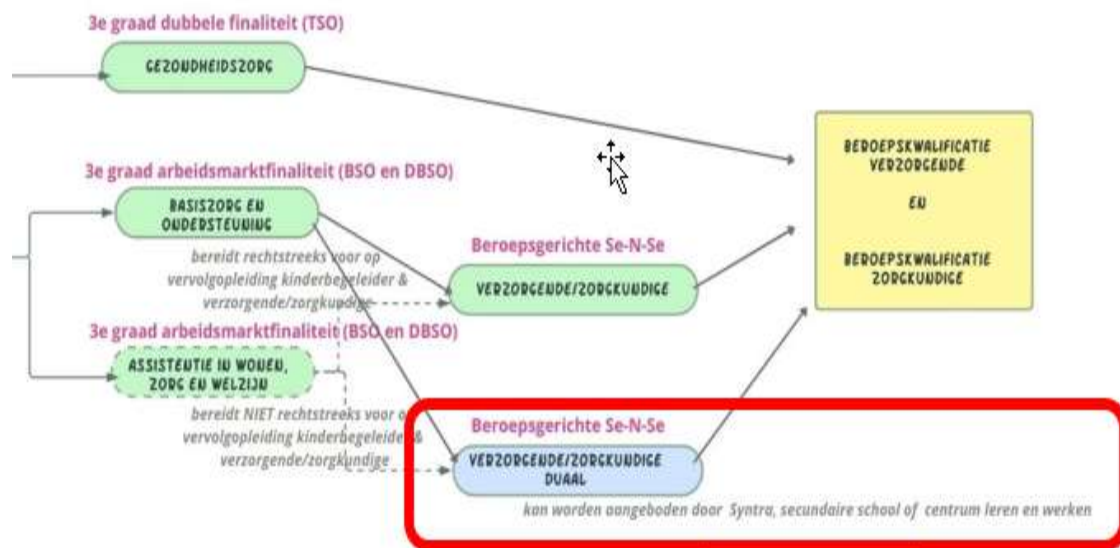 3e graad dubbele finaliteit (TSO)
GEZONDHEIDSZORG
3e graad arbeidsmarktfinaliteit (BSO en DBSO)
BASISZORG EN
ONDERSTEUNING
bereidt rechtstreeks voor op
vervolgopleiding kinderbegeleider &
verzorgende/zorgkundige
3e graad arbeidsmarktfinaliteit (BSO en DBSO)
ASSISTENTIE IN WONEN,
ZORG EN WELZIJN
bereidt NIET rechtstreeks voor o
vervolgopleiding kinderbegeleider &
verzorgende/zorgkundige
Beroepsgerichte Se-N-Se
VERZORGENDE/ZORGKUNDIGE
Beroepsgerichte Se-N-Se
VERZORGENDE/ZORGKUNDIGE
DUAAL
kan worden aangeboden door Syntra, secundaire school of centrum leren en werken
BEROEPSKWALIFICATIE
VERZORGENDE
EN
BEROEPSKWALIFICATIE
ZORGKUNDIGE